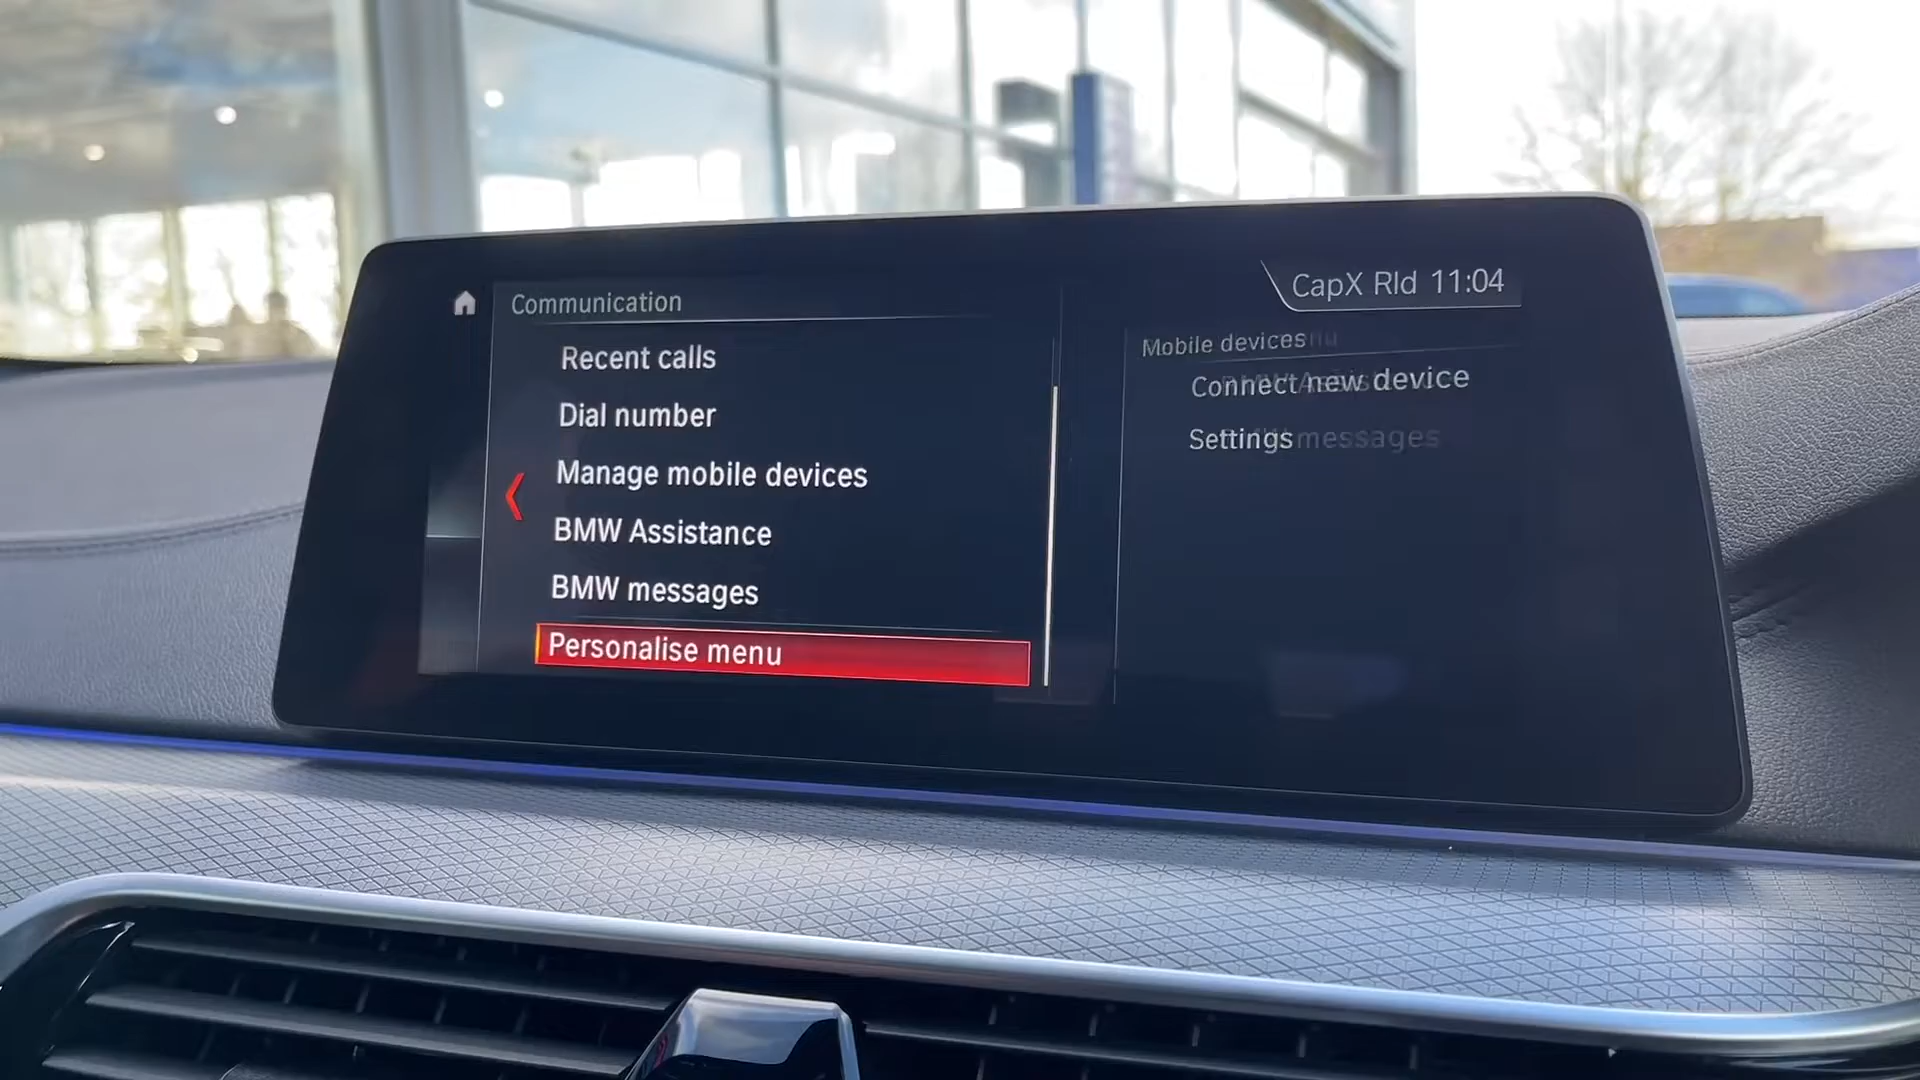 Communication
Recent calls
Dial number
Manage mobile devices
BMW Assistance
BMW messages
Personalise menu
CapX Rld 11:04
Mobile devices
Connect new device
Settings
messages